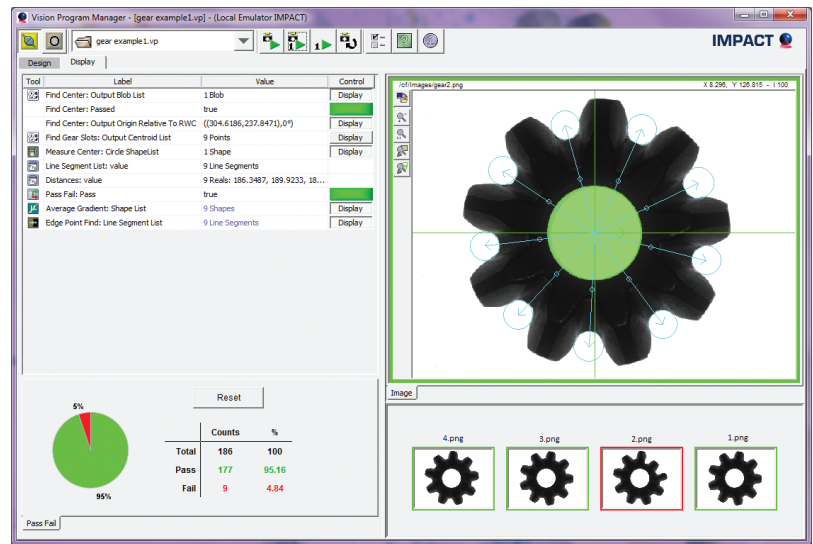 Vision Program Manager - [gear example1.vp] - (Local Emulator IMPACT)
gear example1.vp
IMPACT
Design Display
Tool Label Value Control
Find Center: Output Blob List 1 Blob Display
Find Center: Passed true
Find Center: Output Origin Relative To RWC ((304.6186,237.8471),0°) Display
Find Gear Slots: Output Centroid List 9 Points Display
Measure Center: Circle ShapeList 1 Shape Display
Line Segment List: value 9 Line Segments
Distances: value 9 Reals: 186.3487, 189.9233, 18...
Pass Fail: Pass true
Average Gradient: Shape List 9 Shapes Display
Edge Point Find: Line Segment List 9 Line Segments Display
/of/Images/gear2.png X 8.296, Y 126.815 - I 100
Image
Reset
5%
95%
Counts %
Total 186 100
Pass 177 95.16
Fail 9 4.84
Pass Fail
4.png 3.png 2.png 1.png